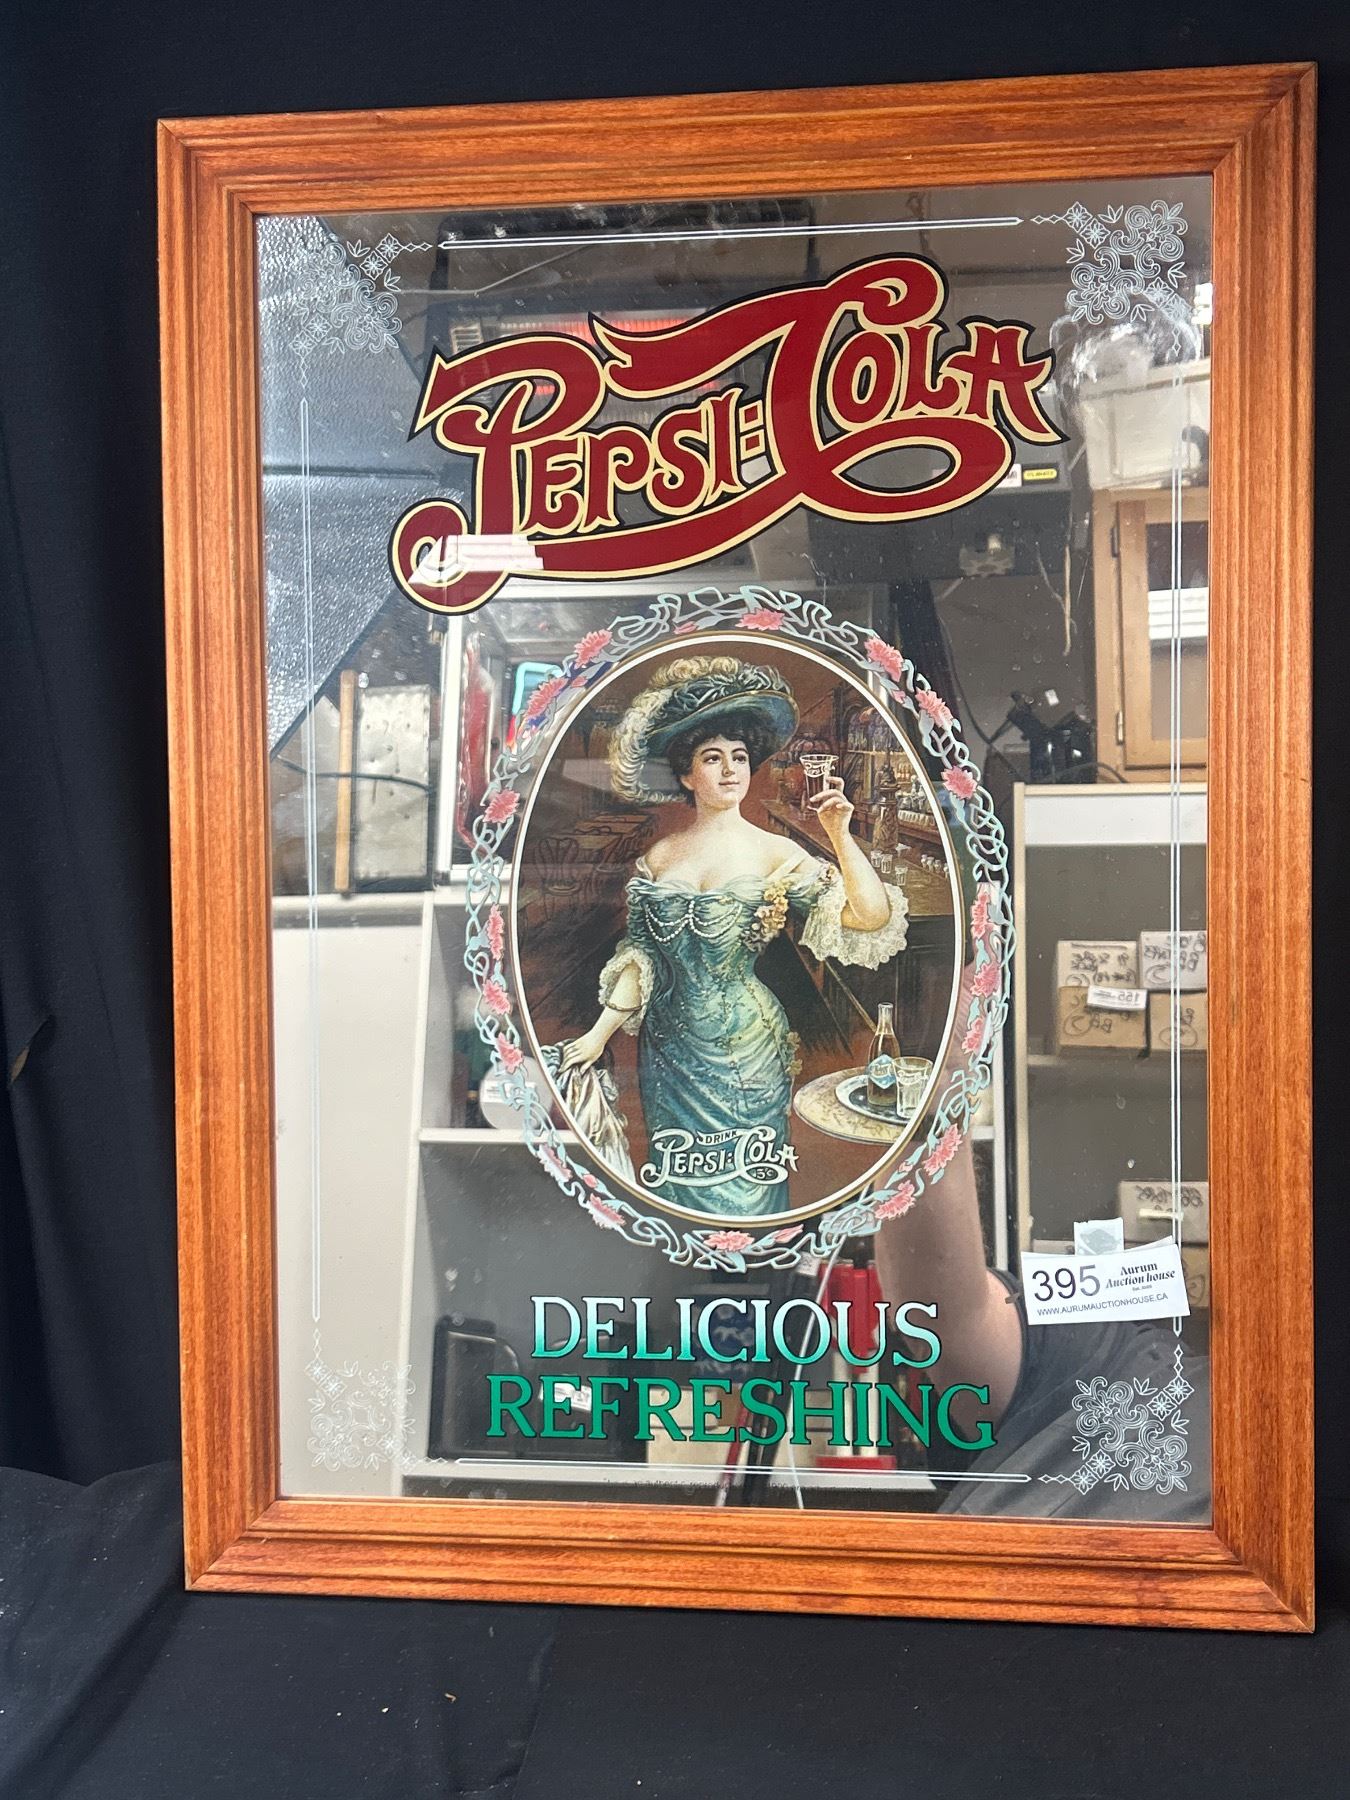 PEPSI:COLA
DRINK
PEPSI:COLA
5¢
DELICIOUS
REFRESHING
395 Aurum
Auction house
WWW.AURUMAUCTIONHOUSE.CA